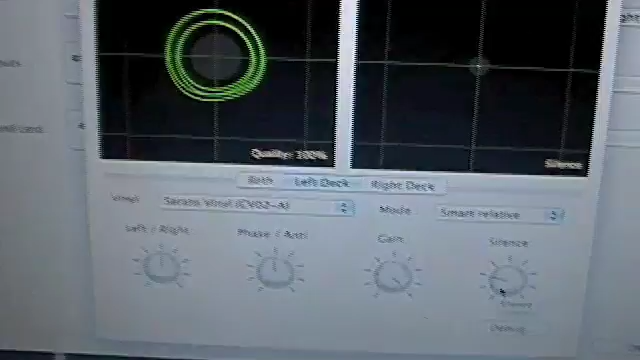 Quality: 100%
Silence
Both Left Deck Right Deck
Vinyl Serato Vinyl (CV02-A) Mode Smart relative
Left / Right Phase / Anti Gain Silence